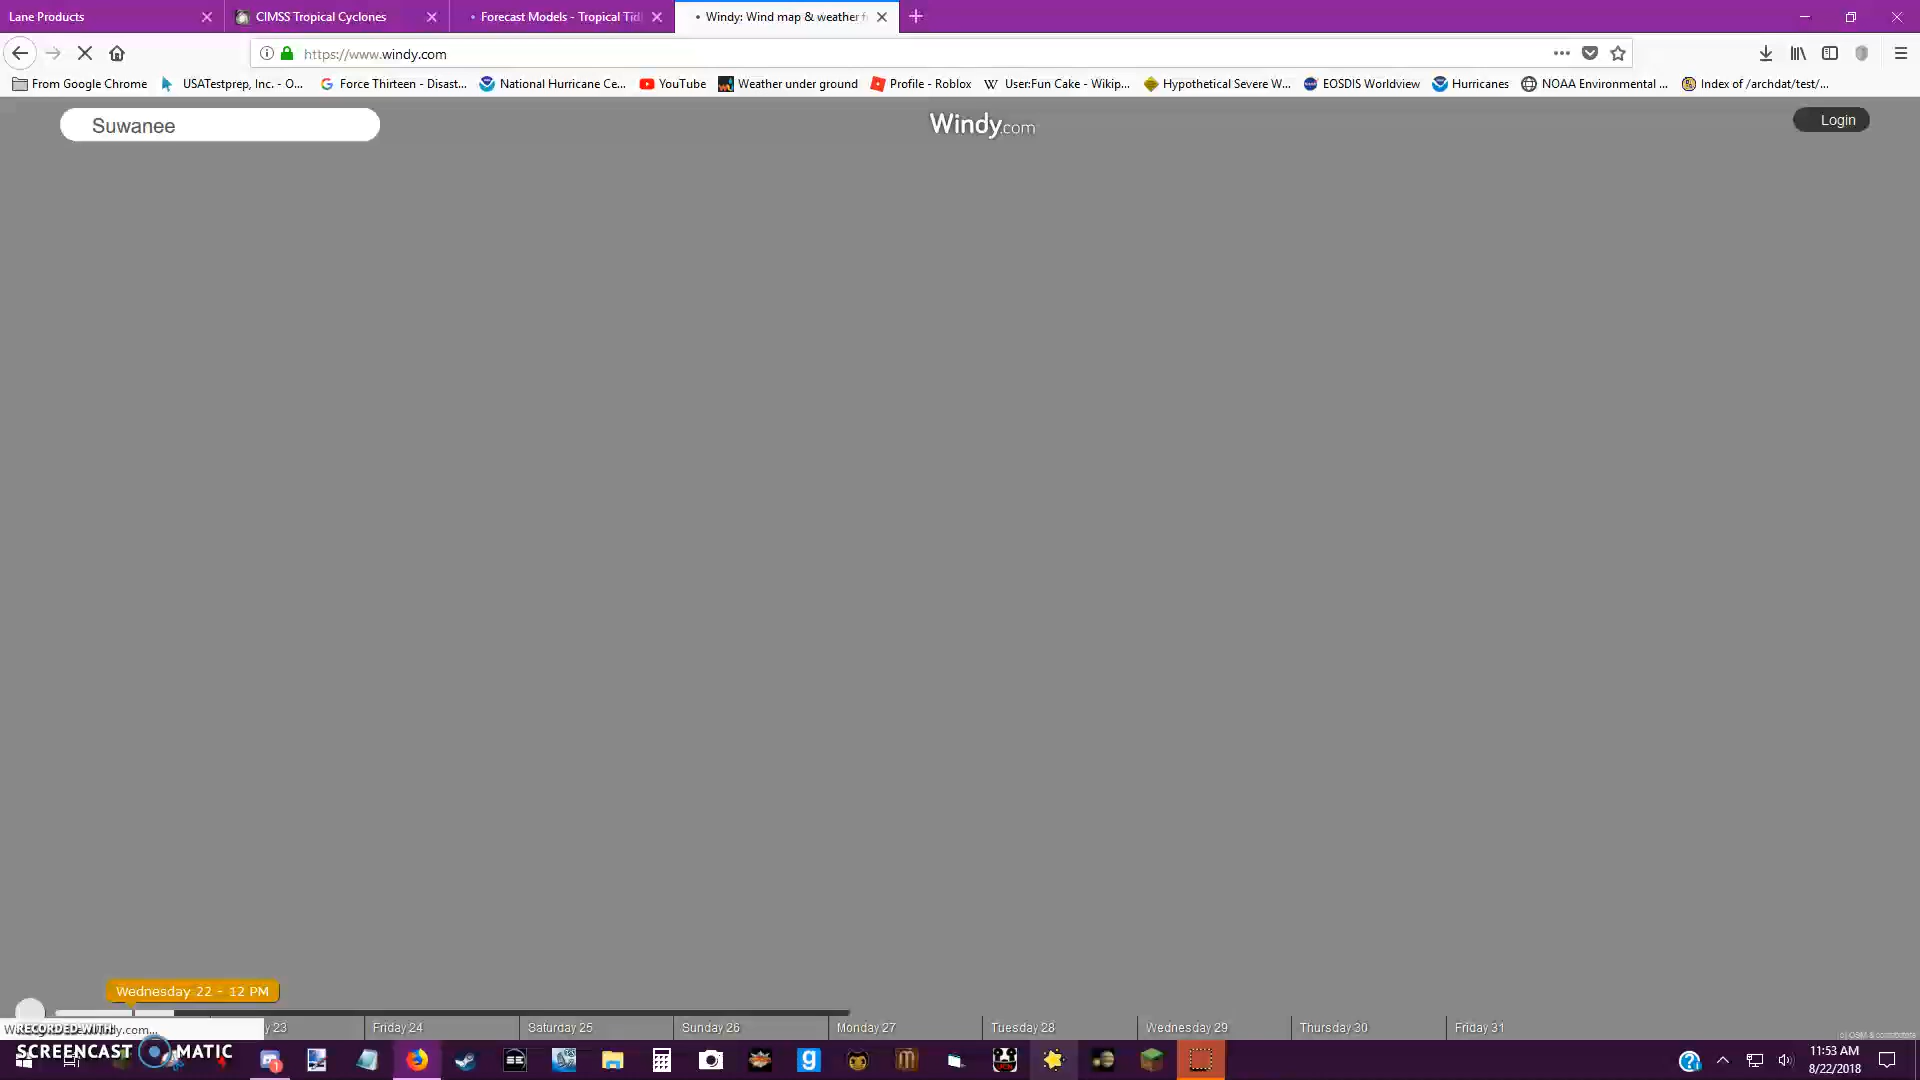 Lane Products
CIMSS Tropical Cyclones
Forecast Models - Tropical Tid
Windy: Wind map & weather f
https://www.windy.com
From Google Chrome
USATestprep, Inc. - O...
Force Thirteen - Disast...
National Hurricane Ce...
YouTube
Weather under ground
Profile - Roblox
User:Fun Cake - Wikip...
Hypothetical Severe W...
EOSDIS Worldview
Hurricanes
NOAA Environmental ...
Index of /archdat/test/...
Suwanee
Windy.com
Login
Wednesday 22 - 12 PM
y 23
Friday 24
Saturday 25
Sunday 26
Monday 27
Tuesday 28
Wednesday 29
Thursday 30
Friday 31
RECORDED WITH
SCREENCAST MATIC
11:53 AM
8/22/2018